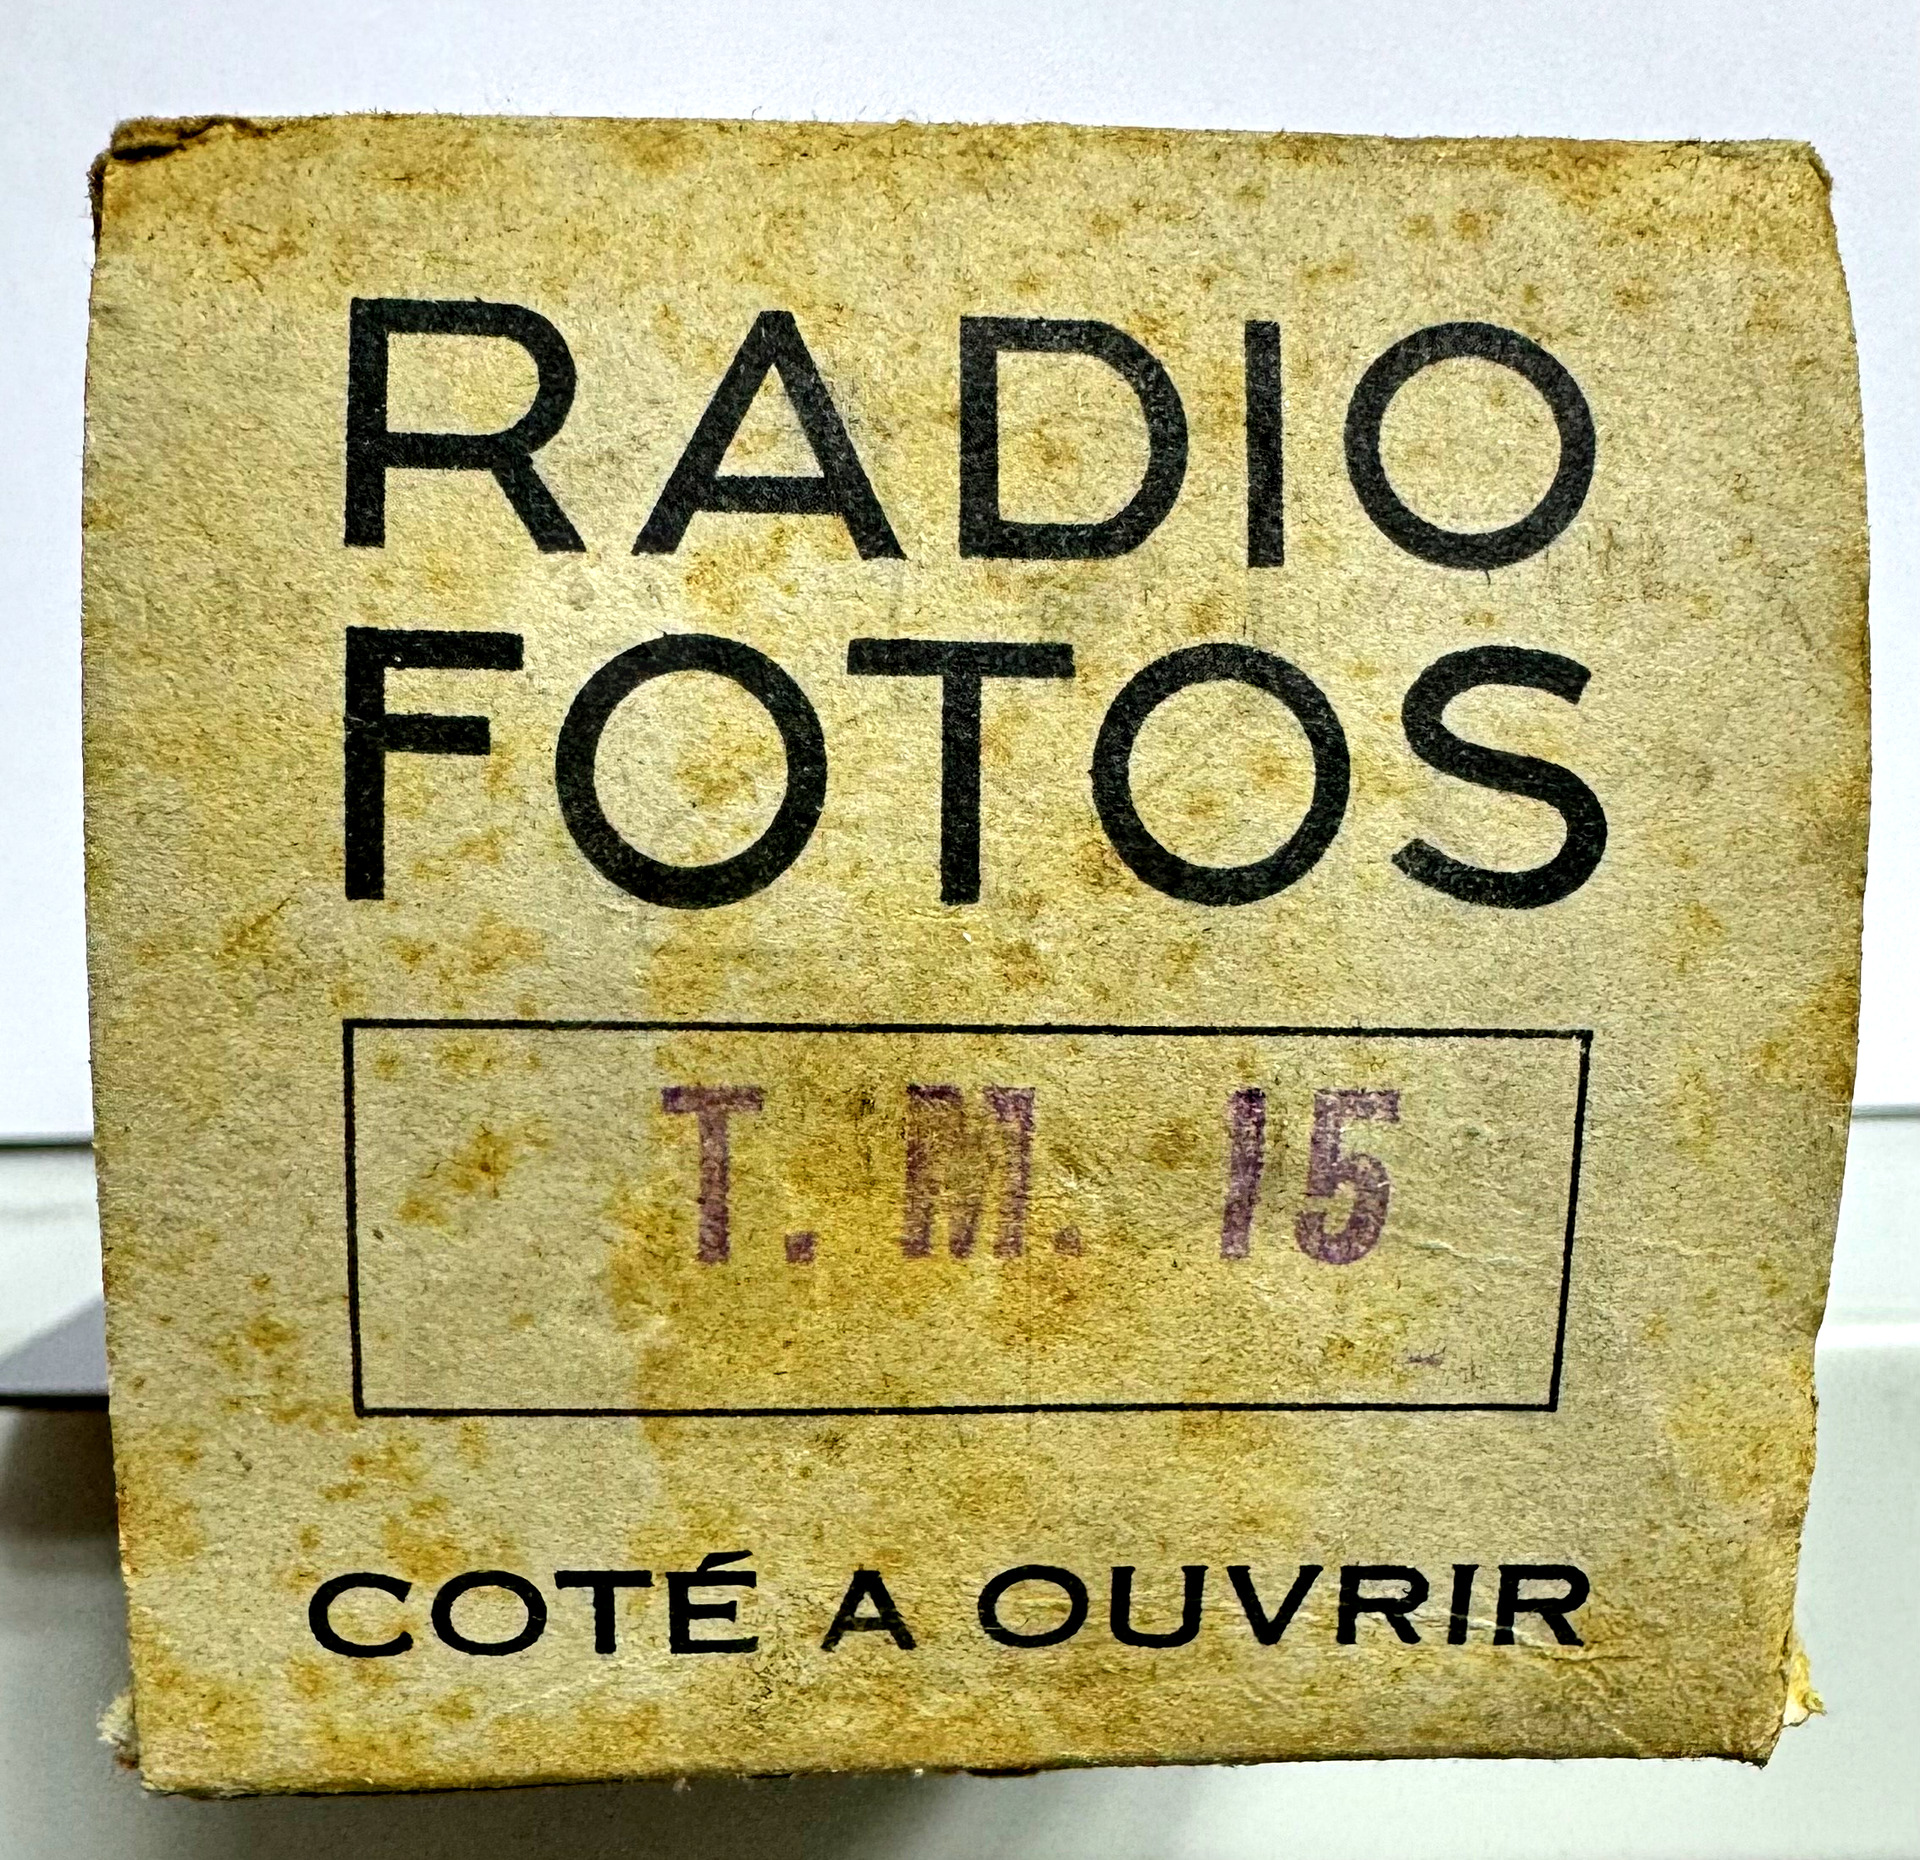 RADIO
FOTOS
T. M. 15
COTÉ A OUVRIR